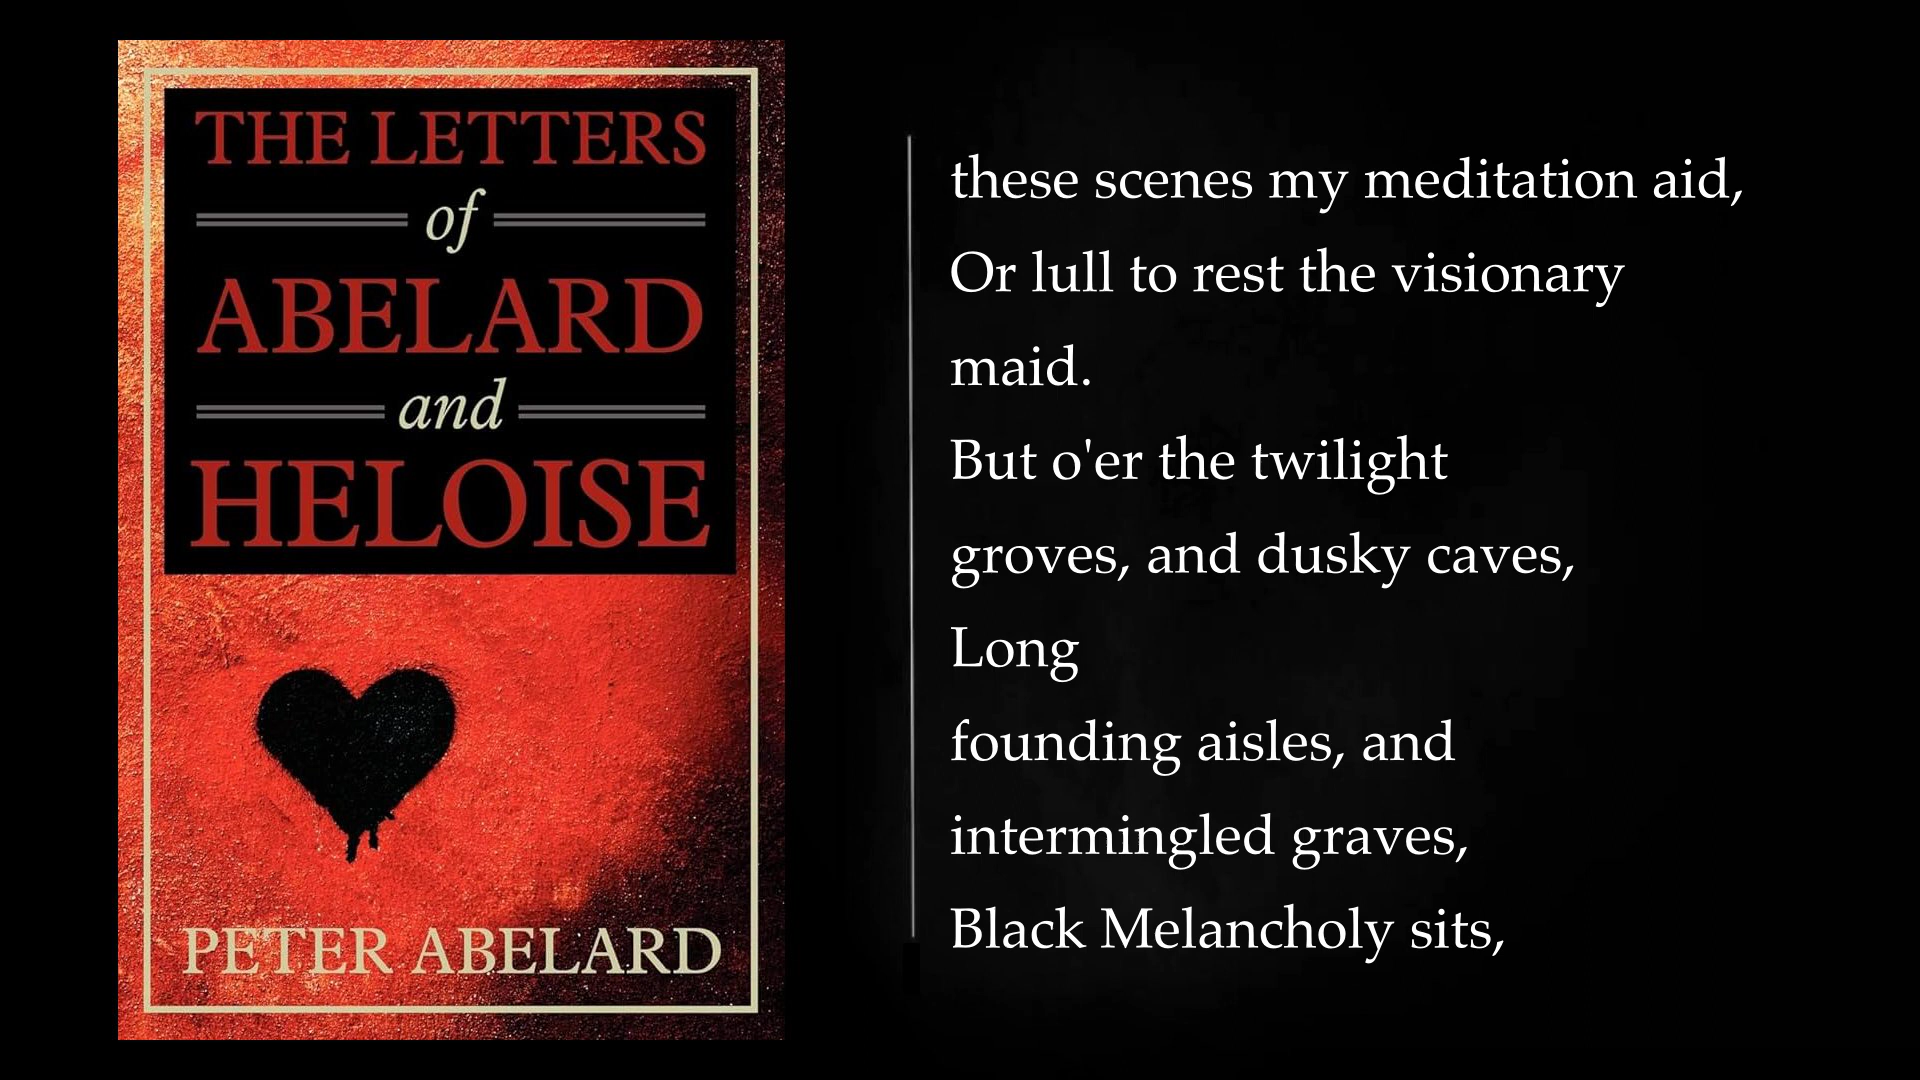 THE LETTERS
of
ABELARD
and
HELOISE
PETER ABELARD
these scenes my meditation aid,
Or lull to rest the visionary
maid.
But o'er the twilight
groves, and dusky caves,
Long
founding aisles, and
intermingled graves,
Black Melancholy sits,